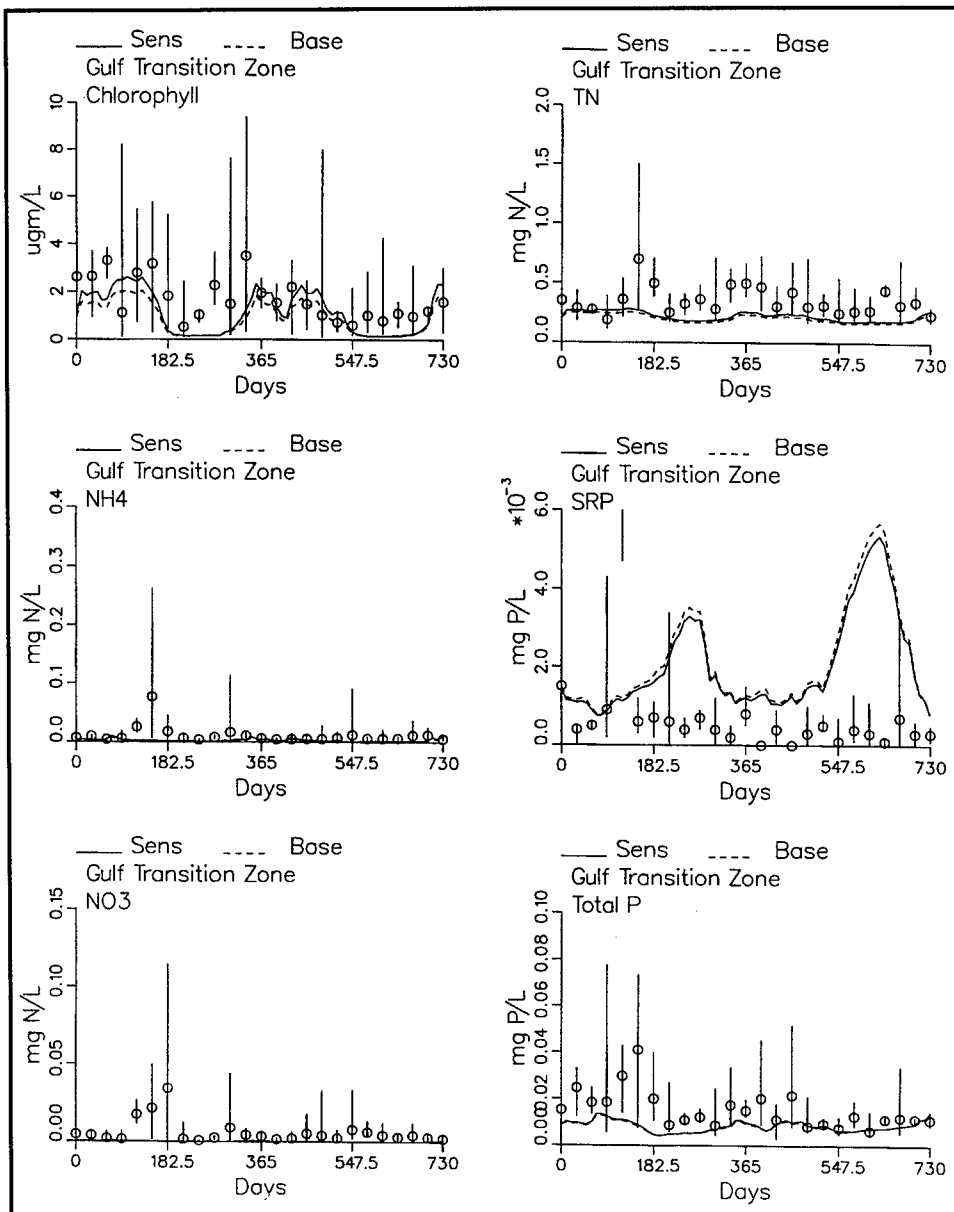 Sens Base
Gulf Transition Zone
Chlorophyll
10
8
6
4
2
0
ugm/L
0 182.5 365 547.5 730
Days
Sens Base
Gulf Transition Zone
TN
2.0
1.5
1.0
0.5
0.0
mg N/L
0 182.5 365 547.5 730
Days
Sens Base
Gulf Transition Zone
NH4
0.4
0.3
0.2
0.1
0.0
mg N/L
0 182.5 365 547.5 730
Days
Sens Base
Gulf Transition Zone
SRP
*10⁻³
6.0
4.0
2.0
0.0
mg P/L
0 182.5 365 547.5 730
Days
Sens Base
Gulf Transition Zone
NO3
0.15
0.10
0.05
0.00
mg N/L
0 182.5 365 547.5 730
Days
Sens Base
Gulf Transition Zone
Total P
0.10
0.08
0.06
0.04
0.02
0.00
mg P/L
0 182.5 365 547.5 730
Days